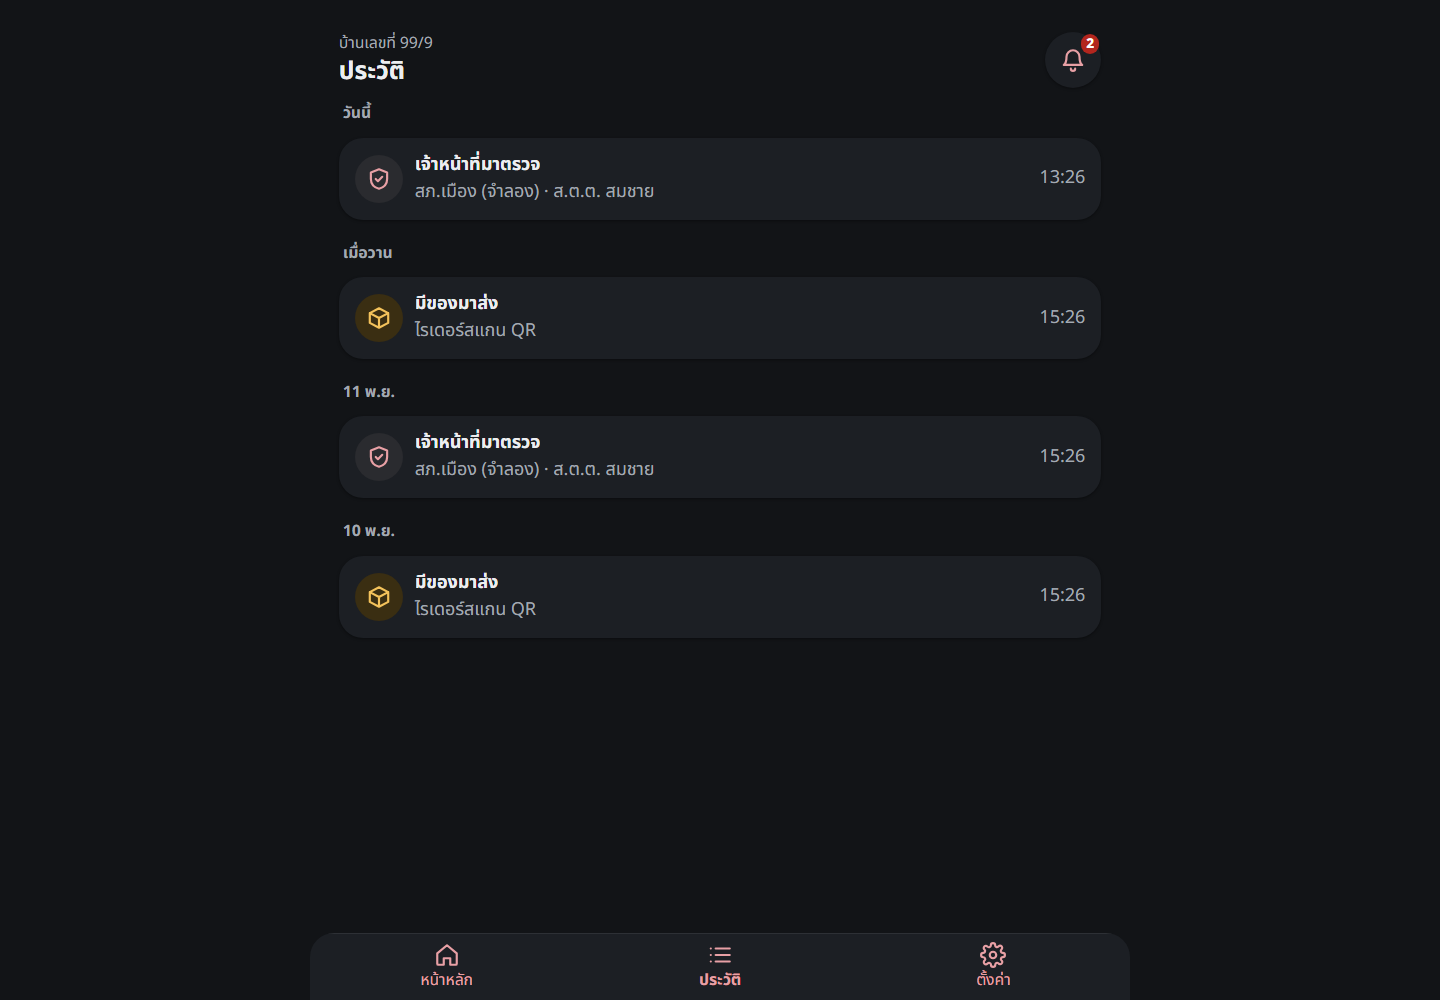 บ้านเลขที่ 99/9
ประวัติ
2
วันนี้
เจ้าหน้าที่มาตรวจ
สภ.เมือง (จำลอง) · ส.ต.ต. สมชาย
13:26
เมื่อวาน
มีของมาส่ง
ไรเดอร์สแกน QR
15:26
11 พ.ย.
เจ้าหน้าที่มาตรวจ
สภ.เมือง (จำลอง) · ส.ต.ต. สมชาย
15:26
10 พ.ย.
มีของมาส่ง
ไรเดอร์สแกน QR
15:26
หน้าหลัก
ประวัติ
ตั้งค่า